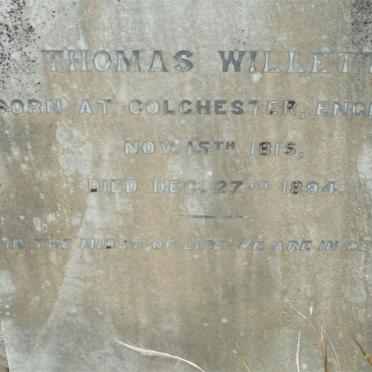 THOMAS WILLETT
BORN AT COLCHESTER, ENG
NOV. 15TH 1815,
DIED DEC. 27TH 1894.
IN THE MIDST OF LIFE WE ARE IN DE